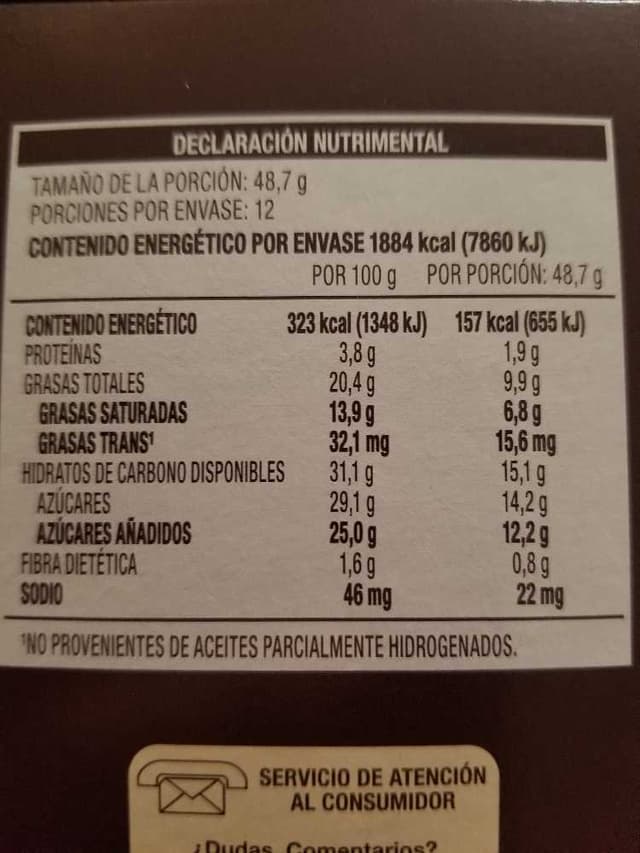 DECLARACIÓN NUTRIMENTAL
TAMAÑO DE LA PORCIÓN: 48,7 g
PORCIONES POR ENVASE: 12
CONTENIDO ENERGÉTICO POR ENVASE 1884 kcal (7860 kJ)
POR 100 g POR PORCIÓN: 48,7 g
CONTENIDO ENERGÉTICO 323 kcal (1348 kJ) 157 kcal (655 kJ)
PROTEÍNAS 3,8 g 1,9 g
GRASAS TOTALES 20,4 g 9,9 g
GRASAS SATURADAS 13,9 g 6,8 g
GRASAS TRANS¹ 32,1 mg 15,6 mg
HIDRATOS DE CARBONO DISPONIBLES 31,1 g 15,1 g
AZÚCARES 29,1 g 14,2 g
AZÚCARES AÑADIDOS 25,0 g 12,2 g
FIBRA DIETÉTICA 1,6 g 0,8 g
SODIO 46 mg 22 mg
¹NO PROVENIENTES DE ACEITES PARCIALMENTE HIDROGENADOS.
SERVICIO DE ATENCIÓN
AL CONSUMIDOR
¿Dudas, Comentarios?